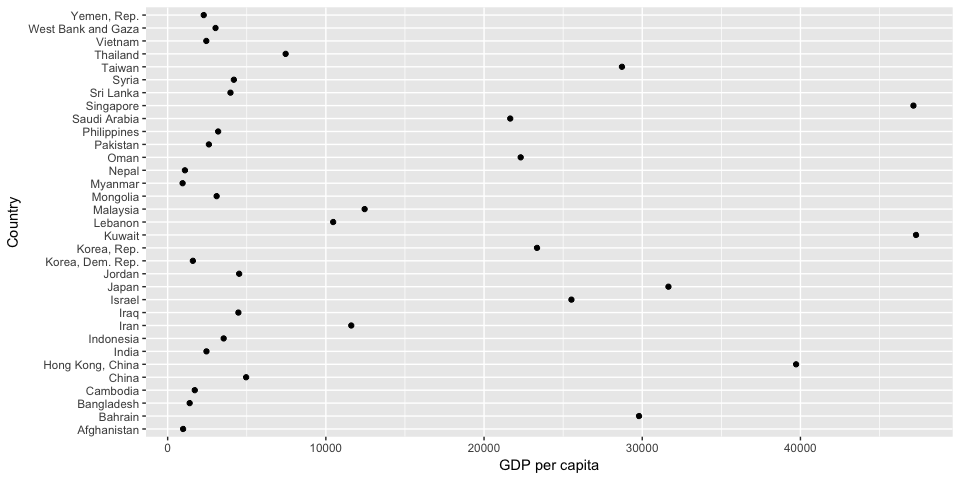 Yemen, Rep.
West Bank and Gaza
Vietnam
Thailand
Taiwan
Syria
Sri Lanka
Singapore
Saudi Arabia
Philippines
Pakistan
Oman
Nepal
Myanmar
Mongolia
Malaysia
Lebanon
Kuwait
Korea, Rep.
Korea, Dem. Rep.
Jordan
Japan
Israel
Iraq
Iran
Indonesia
India
Hong Kong, China
China
Cambodia
Bangladesh
Bahrain
Afghanistan
Country
0 10000 20000 30000 40000
GDP per capita